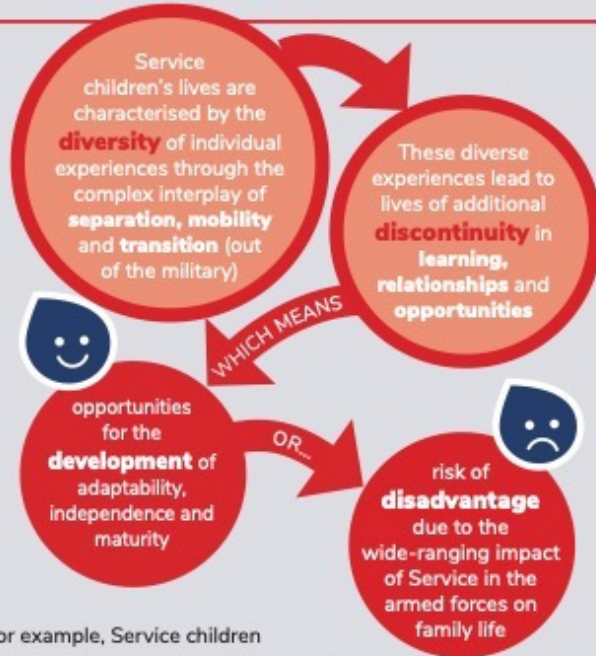 Service
children's lives are
characterised by the
diversity of individual
experiences through the
complex interplay of
separation, mobility
and transition (out
of the military)
These diverse
experiences lead to
lives of additional
discontinuity in
learning,
relationships and
opportunities
WHICH MEANS
opportunities
for the
development of
adaptability,
independence and
maturity
OR...
risk of
disadvantage
due to the
wide-ranging impact
of Service in the
armed forces on
family life
or example, Service children